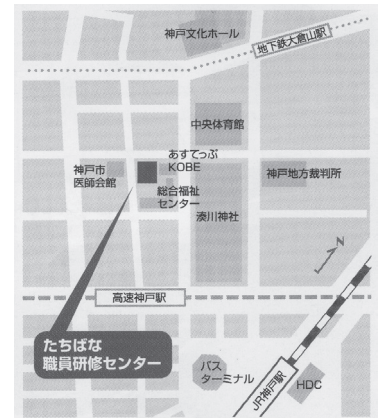 神戸文化ホール
地下鉄大倉山駅
中央体育館
あすてっぷ
KOBE
神戸市
医師会館
総合福祉
センター
神戸地方裁判所
湊川神社
N
高速神戸駅
たちばな
職員研修センター
バス
ターミナル
JR神戸駅
HDC